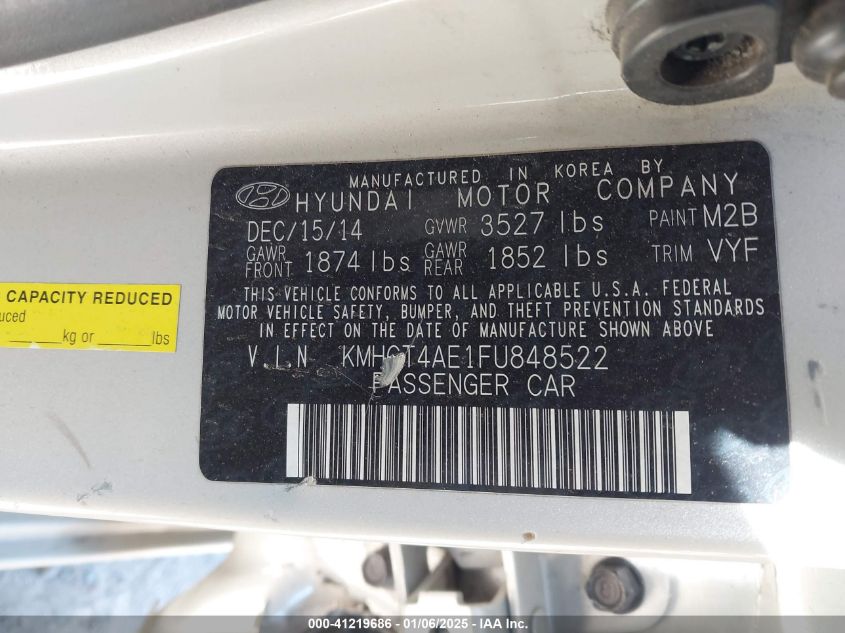 MANUFACTURED IN KOREA BY
HYUNDAI MOTOR COMPANY
DEC/15/14 GVWR 3527 lbs PAINT M2B
GAWR FRONT 1874 lbs GAWR REAR 1852 lbs TRIM VYF
THIS VEHICLE CONFORMS TO ALL APPLICABLE U.S.A. FEDERAL
MOTOR VEHICLE SAFETY, BUMPER, AND THEFT PREVENTION STANDARDS
IN EFFECT ON THE DATE OF MANUFACTURE SHOWN ABOVE
V.I.N KMHCT4AE1FU848522
PASSENGER CAR
CAPACITY REDUCED
uced
kg or lbs
000-41219686 - 01/06/2025 - IAA Inc.